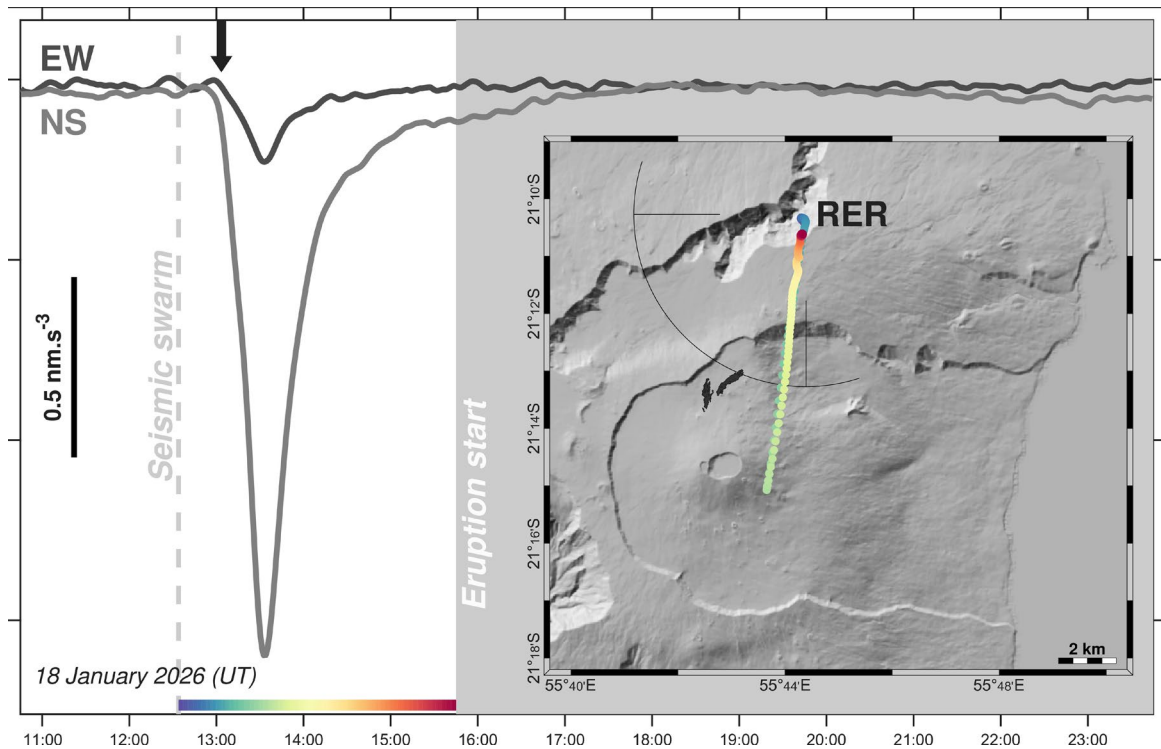 EW
NS
Seismic swarm
0.5 nm.s⁻³
Eruption start
18 January 2026 (UT)
RER
21°10'S
21°12'S
21°14'S
21°16'S
21°18'S
2 km
55°40'E
55°44'E
55°48'E
11:00
12:00
13:00
14:00
15:00
16:00
17:00
18:00
19:00
20:00
21:00
22:00
23:00